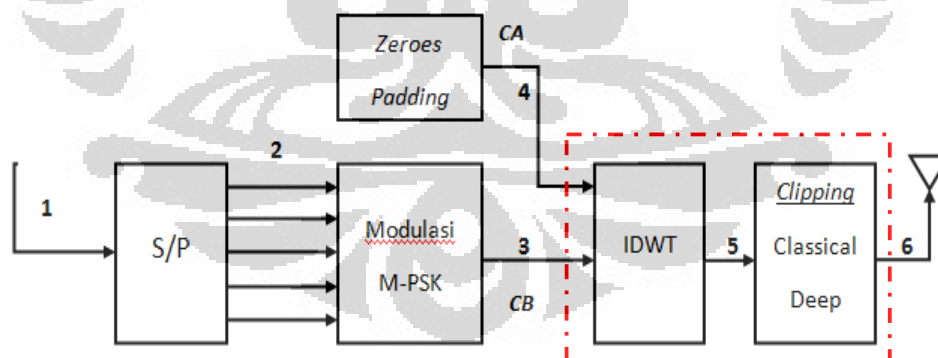 Zeroes
Padding
CA
4
1
2
S/P
Modulasi
M-PSK
3
CB
IDWT
5
Clipping
Classical
Deep
6